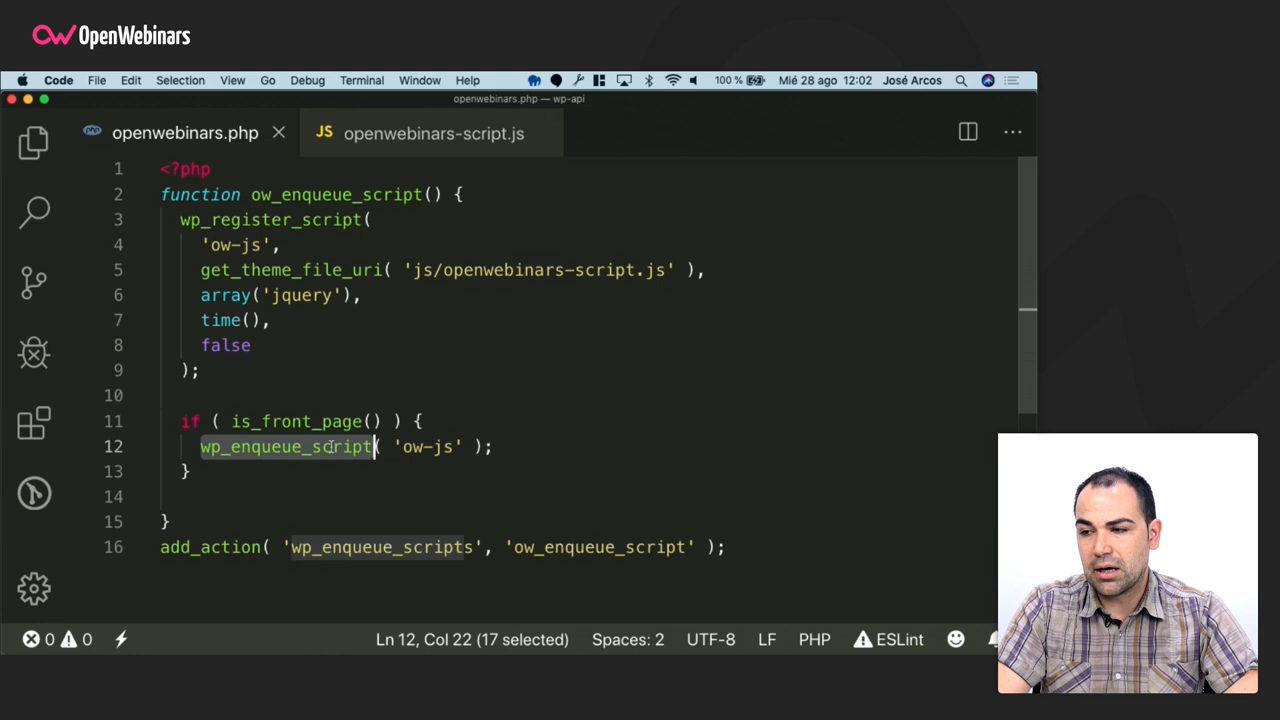 OW OpenWebinars
Code File Edit Selection View Go Debug Terminal Window Help 100 % Mié 28 ago 12:02 José Arcos
openwebinars.php — wp-api
php openwebinars.php JS openwebinars-script.js
1 <?php
2 function ow_enqueue_script() {
3 wp_register_script(
4 'ow-js',
5 get_theme_file_uri( 'js/openwebinars-script.js' ),
6 array('jquery'),
7 time(),
8 false
9 );
10
11 if ( is_front_page() ) {
12 wp_enqueue_script( 'ow-js' );
13 }
14
15 }
16 add_action( 'wp_enqueue_scripts', 'ow_enqueue_script' );
0 0 Ln 12, Col 22 (17 selected) Spaces: 2 UTF-8 LF PHP ESLint